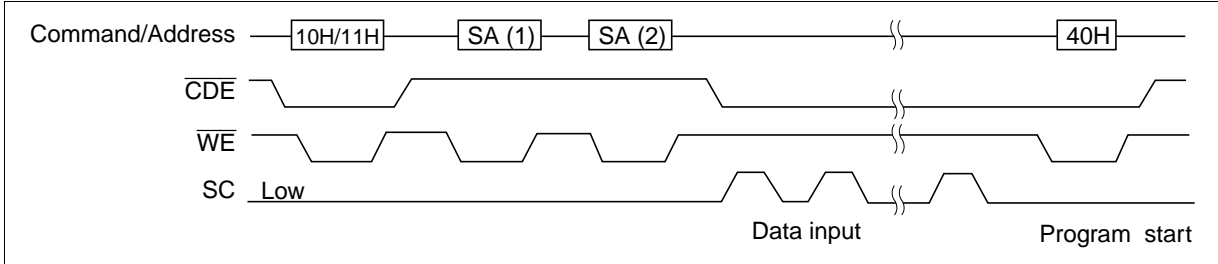 Command/Address 10H/11H SA (1) SA (2) 40H
CDE
WE
SC Low
Data input Program start